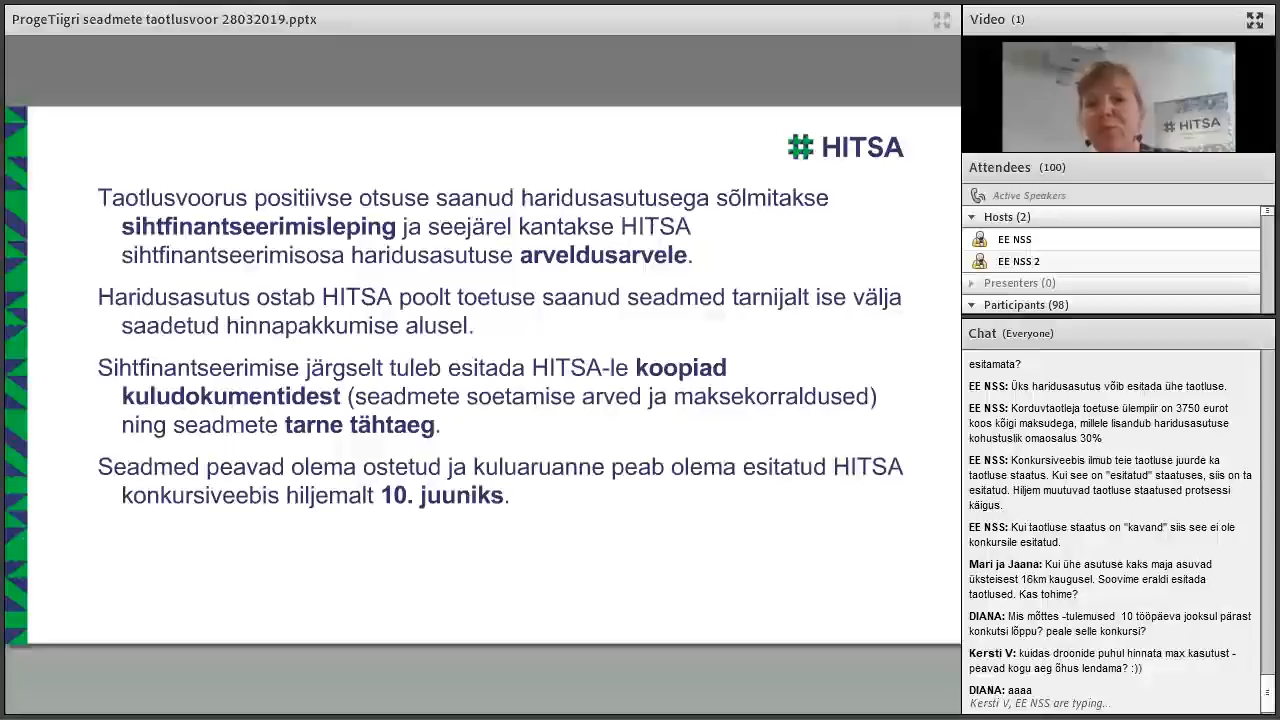 ProgeTiigri seadmete taotlusvoor 28032019.pptx
# HITSA
Taotlusvoorus positiivse otsuse saanud haridusasutusega sõlmitakse
sihtfinantseerimisleping ja seejärel kantakse HITSA
sihtfinantseerimisosa haridusasutuse arveldusarvele.
Haridusasutus ostab HITSA poolt toetuse saanud seadmed tarnijalt ise välja
saadetud hinnapakkumise alusel.
Sihtfinantseerimise järgselt tuleb esitada HITSA-le koopiad
kuludokumentidest (seadmete soetamise arved ja maksekorraldused)
ning seadmete tarne tähtaeg.
Seadmed peavad olema ostetud ja kuluaruanne peab olema esitatud HITSA
konkursiveebis hiljemalt 10. juuniks.
Video (1)
# HITSA
Attendees (100)
Active Speakers
Hosts (2)
EE NSS
EE NSS 2
Presenters (0)
Participants (98)
Chat (Everyone)
esitamata?
EE NSS: Üks haridusasutus võib esitada ühe taotluse.
EE NSS: Korduvtaotleja toetuse ülempiir on 3750 eurot
koos kõigi maksudega, millele lisandub haridusasutuse
kohustuslik omaosalus 30%
EE NSS: Konkursiveebis ilmub teie taotluse juurde ka
taotluse staatus. Kui see on "esitatud" staatuses, siis on ta
esitatud. Hiljem muutuvad taotluse staatused protsessi
käigus.
EE NSS: Kui taotluse staatus on "kavand" siis see ei ole
konkursile esitatud.
Mari ja Jaana: Kui ühe asutuse kaks maja asuvad
üksteisest 16km kaugusel. Soovime eraldi esitada
taotlused. Kas tohime?
DIANA: Mis mõttes -tulemused 10 tööpäeva jooksul pärast
konkutsi lõppu? peale selle konkursi?
Kersti V: kuidas droonide puhul hinnata max kasutust -
peavad kogu aeg õhus lendama? :))
DIANA: aaaa
Kersti V, EE NSS are typing...